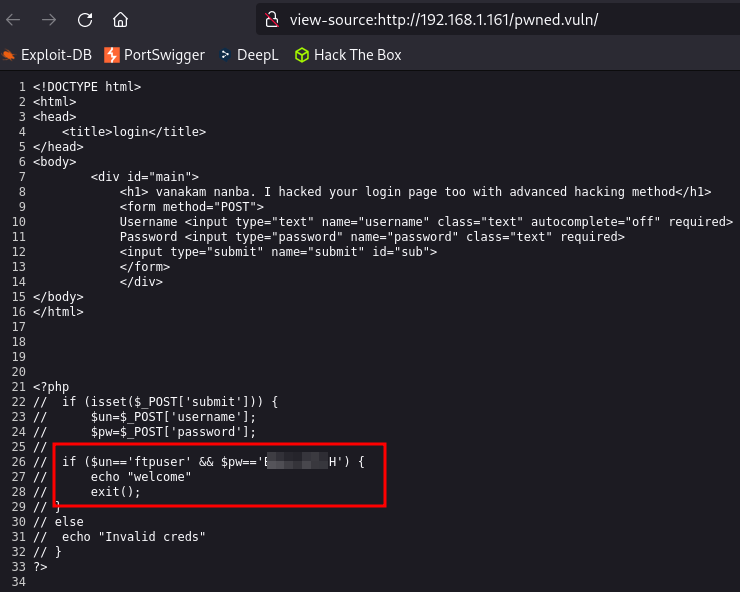 view-source:http://192.168.1.161/pwned.vuln/
Exploit-DB PortSwigger DeepL Hack The Box
1 <!DOCTYPE html>
2 <html>
3 <head>
4 <title>login</title>
5 </head>
6 <body>
7 <div id="main">
8 <h1> vanakam nanba. I hacked your login page too with advanced hacking method</h1>
9 <form method="POST">
10 Username <input type="text" name="username" class="text" autocomplete="off" required>
11 Password <input type="password" name="password" class="text" required>
12 <input type="submit" name="submit" id="sub">
13 </form>
14 </div>
15 </body>
16 </html>
17
18
19
20
21 <?php
22 // if (isset($_POST['submit'])) {
23 // $un=$_POST['username'];
24 // $pw=$_POST['password'];
25 //
26 // if ($un=='ftpuser' && $pw==' H') {
27 // echo "welcome"
28 // exit();
29 // }
30 // else
31 // echo "Invalid creds"
32 // }
33 ?>
34